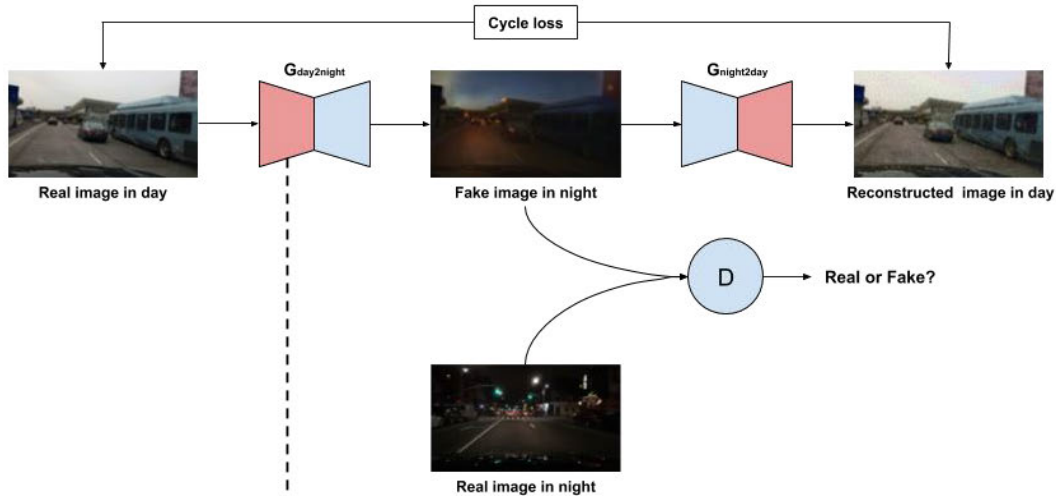 Cycle loss
Gday2night
Gnight2day
Real image in day
Fake image in night
Reconstructed image in day
D
Real or Fake?
Real image in night